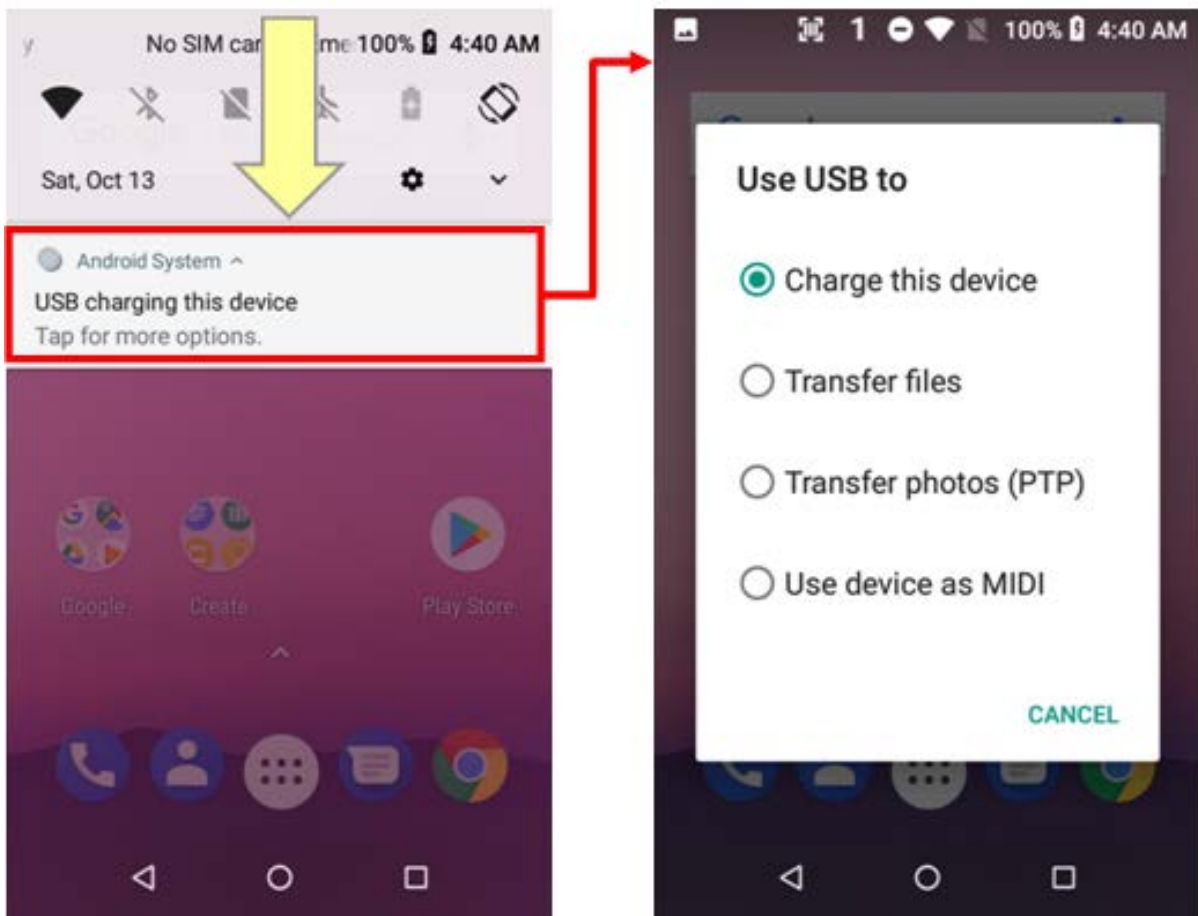 No SIM car
me 100% 4:40 AM
Sat, Oct 13
Android System
USB charging this device
Tap for more options.
Google
Create
Play Store
1 100% 4:40 AM
Use USB to
Charge this device
Transfer files
Transfer photos (PTP)
Use device as MIDI
CANCEL